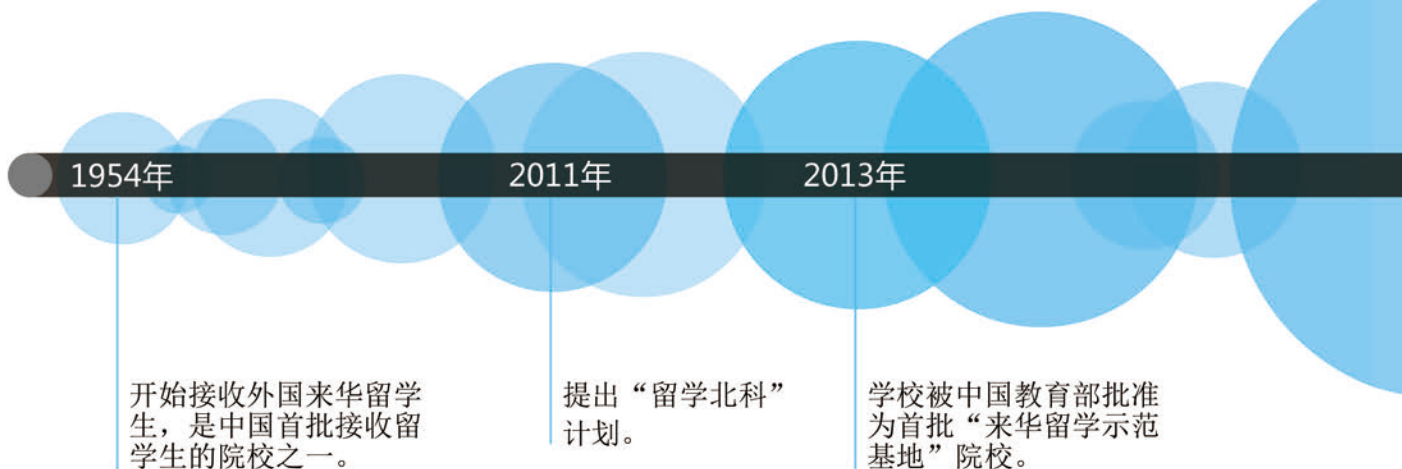 1954年
2011年
2013年
开始接收外国来华留学
生，是中国首批接收留
学生的院校之一。
提出“留学北科”
计划。
学校被中国教育部批准
为首批“来华留学示范
基地”院校。